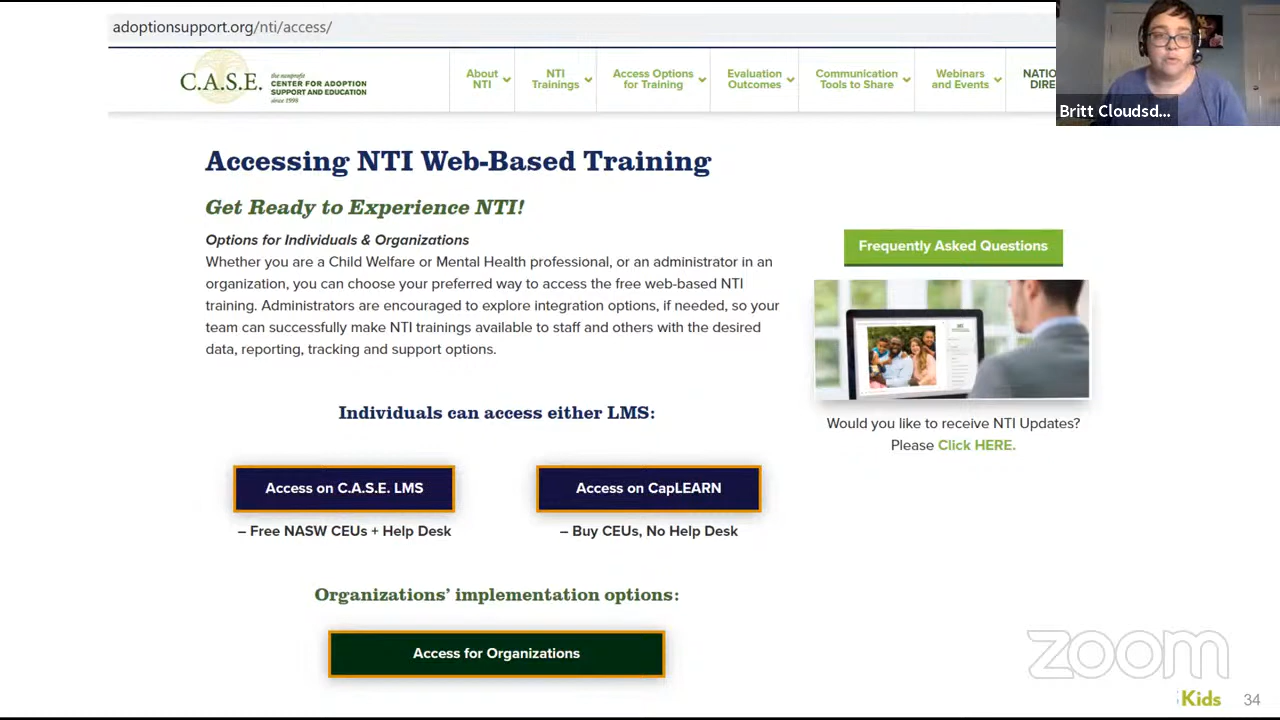 adoptionsupport.org/nti/access/
C.A.S.E.
the nonprofit
CENTER FOR ADOPTION
SUPPORT AND EDUCATION
since 1998
About
NTI
NTI
Trainings
Access Options
for Training
Evaluation
Outcomes
Communication
Tools to Share
Webinars
and Events
NATIO
DIRE
Britt Cloudsd...
Accessing NTI Web-Based Training
Get Ready to Experience NTI!
Options for Individuals & Organizations
Whether you are a Child Welfare or Mental Health professional, or an administrator in an
organization, you can choose your preferred way to access the free web-based NTI
training. Administrators are encouraged to explore integration options, if needed, so your
team can successfully make NTI trainings available to staff and others with the desired
data, reporting, tracking and support options.
Frequently Asked Questions
Would you like to receive NTI Updates?
Please Click HERE.
Individuals can access either LMS:
Access on C.A.S.E. LMS
– Free NASW CEUs + Help Desk
Access on CapLEARN
– Buy CEUs, No Help Desk
Organizations' implementation options:
Access for Organizations
zoom
Kids
34